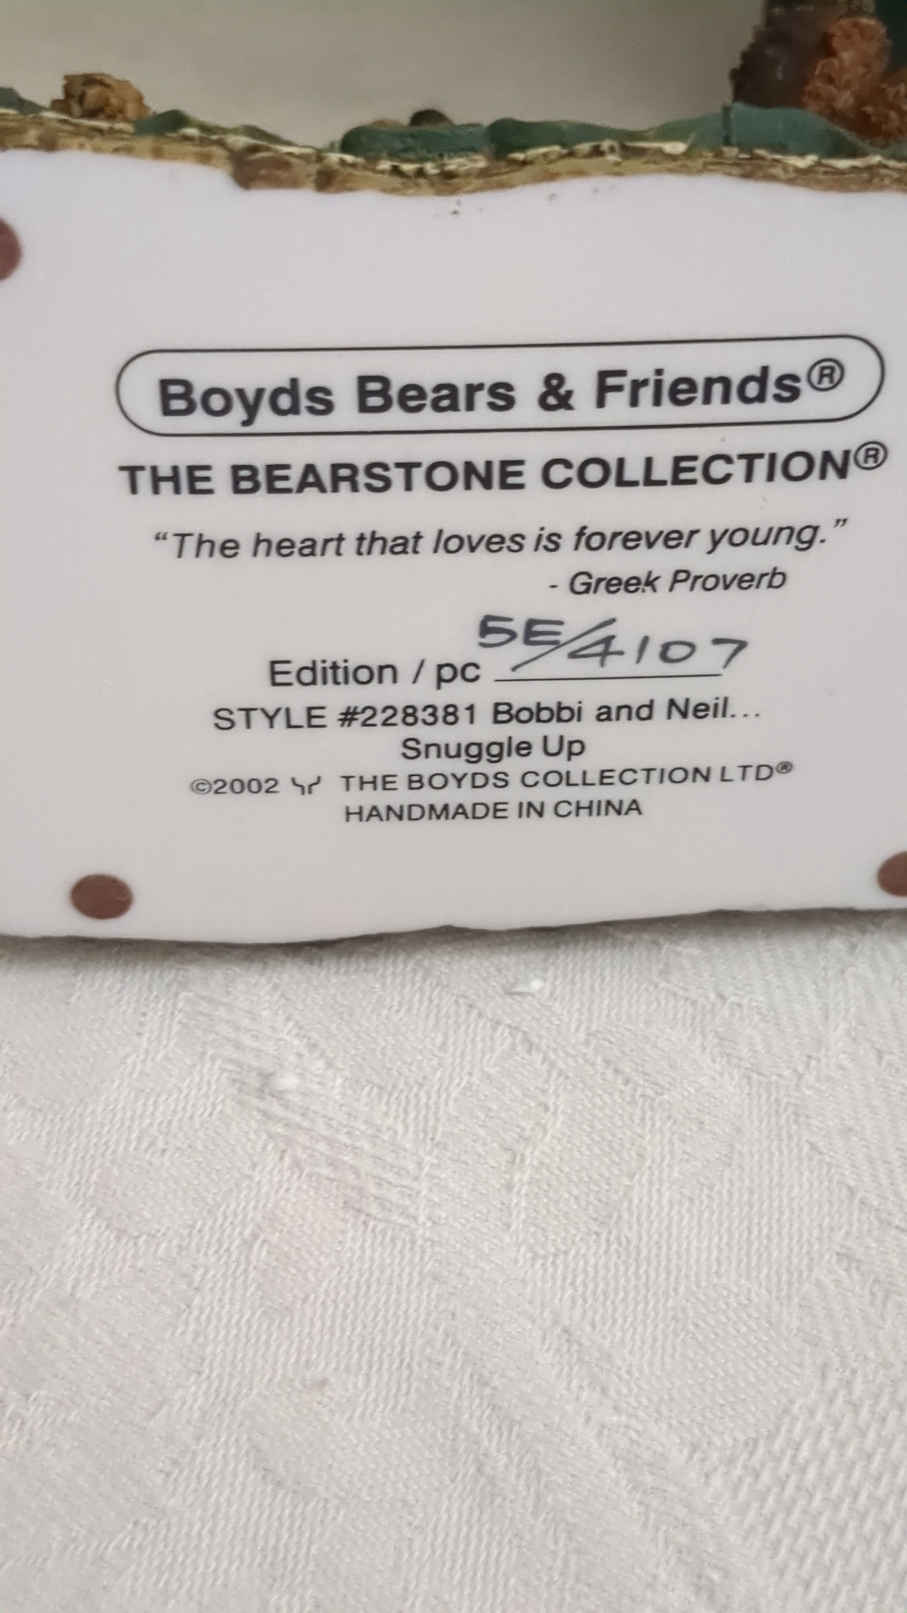 Boyds Bears & Friends®
THE BEARSTONE COLLECTION®
“The heart that loves is forever young.”
- Greek Proverb
Edition / pc 5E/4107
STYLE #228381 Bobbi and Neil...
Snuggle Up
©2002 THE BOYDS COLLECTION LTD®
HANDMADE IN CHINA